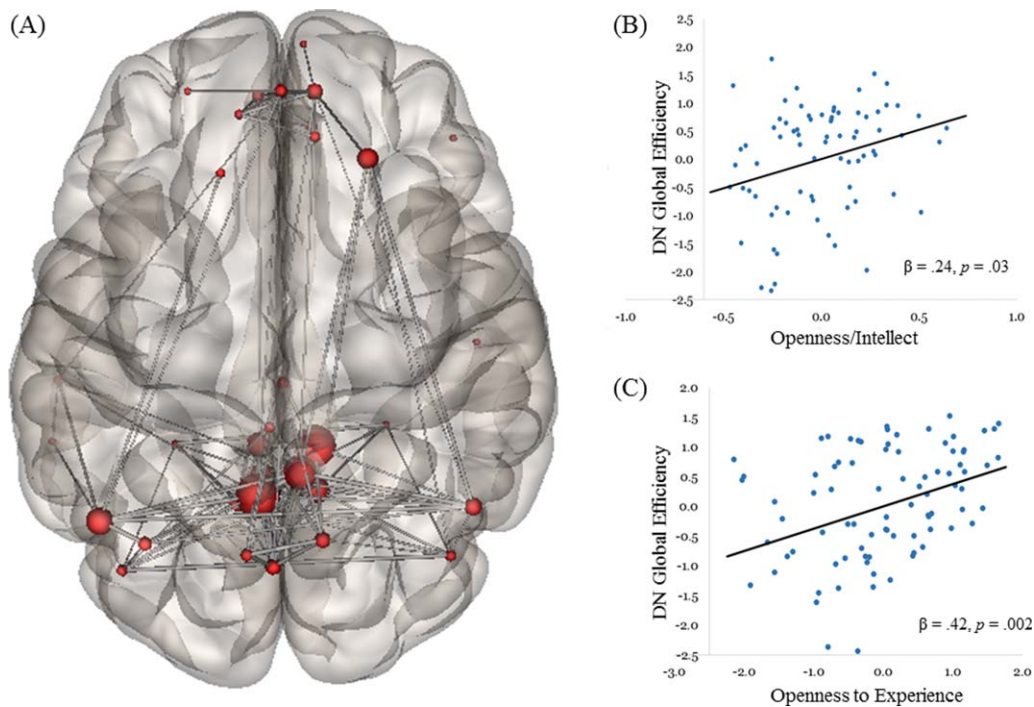 (A)
(B)
DN Global Efficiency
2.5
2.0
1.5
1.0
0.5
0.0
-0.5
-1.0
-1.5
-2.0
-2.5
β = .24, p = .03
-1.0 -0.5 0.0 0.5 1.0
Openness/Intellect
(C)
DN Global Efficiency
2.0
1.5
1.0
0.5
0.0
-0.5
-1.0
-1.5
-2.0
-2.5
β = .42, p = .002
-3.0 -2.0 -1.0 0.0 1.0 2.0
Openness to Experience